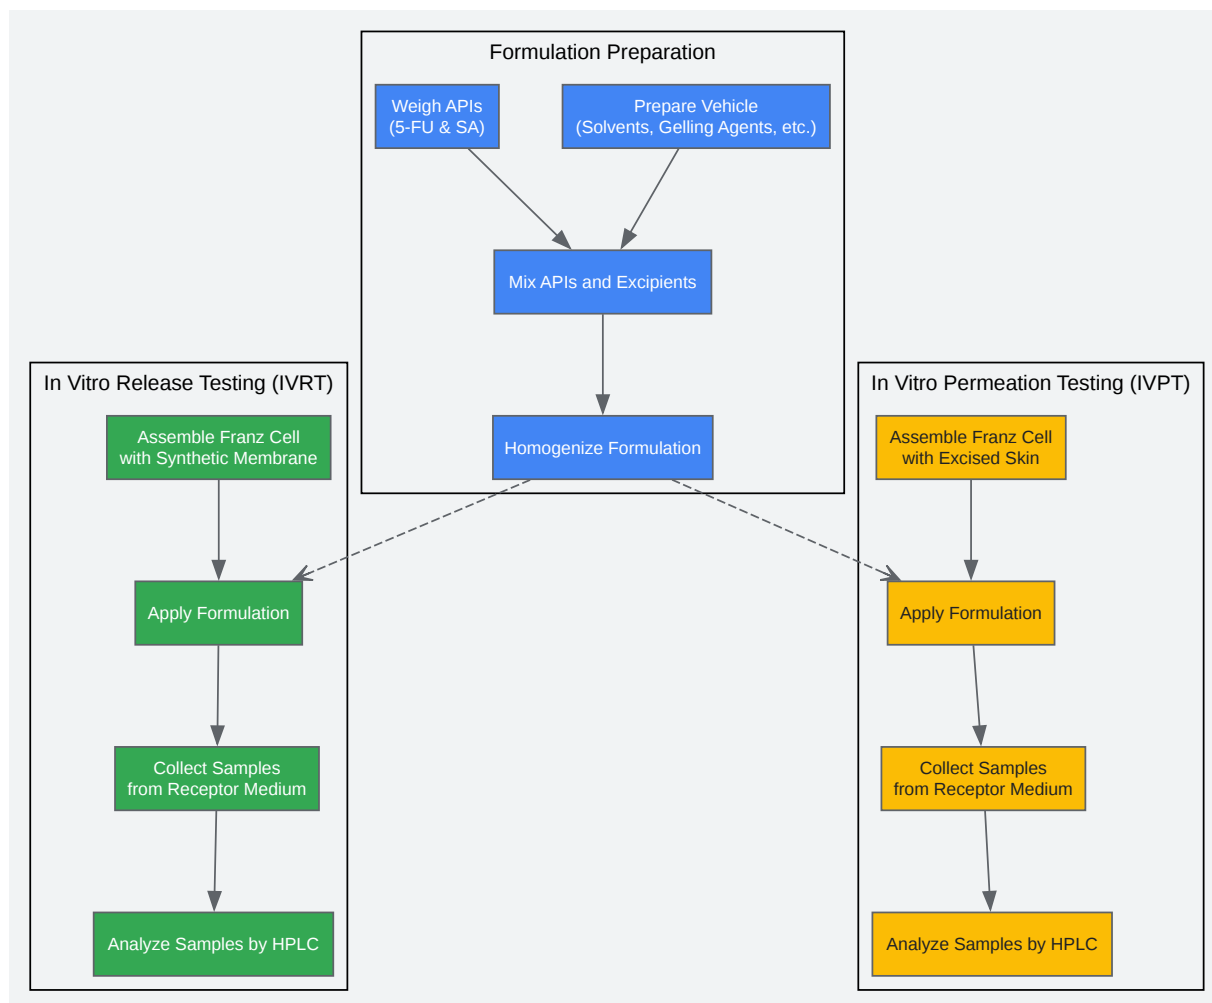 Formulation Preparation
Weigh APIs
(5-FU & SA)
Prepare Vehicle
(Solvents, Gelling Agents, etc.)
Mix APIs and Excipients
Homogenize Formulation
In Vitro Release Testing (IVRT)
Assemble Franz Cell
with Synthetic Membrane
Apply Formulation
Collect Samples
from Receptor Medium
Analyze Samples by HPLC
In Vitro Permeation Testing (IVPT)
Assemble Franz Cell
with Excised Skin
Apply Formulation
Collect Samples
from Receptor Medium
Analyze Samples by HPLC